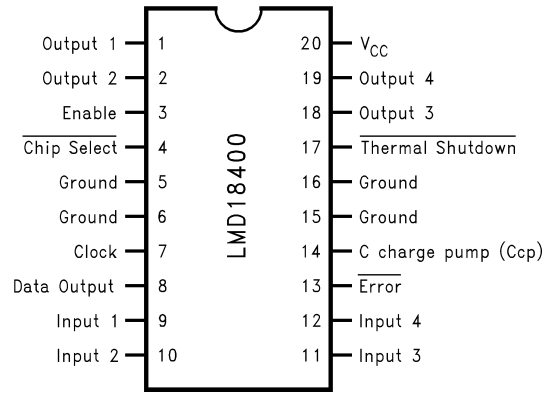 Output 1 1 20 VCC
Output 2 2 19 Output 4
Enable 3 18 Output 3
Chip Select 4 17 Thermal Shutdown
Ground 5 16 Ground
Ground 6 15 Ground
Clock 7 14 C charge pump (Ccp)
Data Output 8 13 Error
Input 1 9 12 Input 4
Input 2 10 11 Input 3
LMD18400